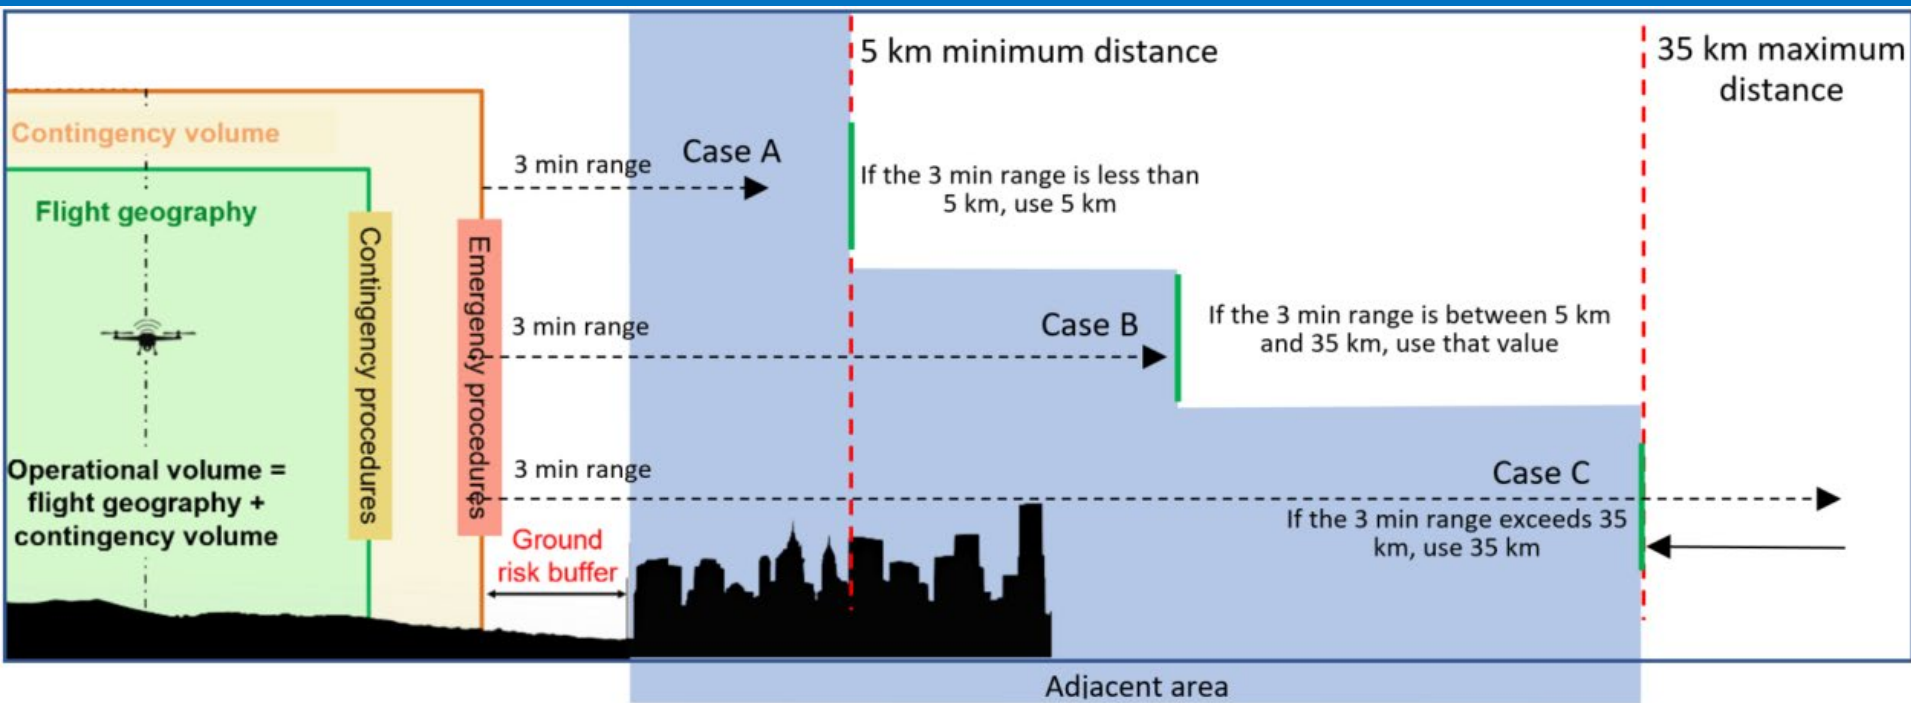 5 km minimum distance
35 km maximum
distance
Contingency volume
Flight geography
Contingency procedures
Emergency procedures
Operational volume =
flight geography +
contingency volume
3 min range
Case A
If the 3 min range is less than
5 km, use 5 km
3 min range
Case B
If the 3 min range is between 5 km
and 35 km, use that value
3 min range
Case C
If the 3 min range exceeds 35
km, use 35 km
Ground
risk buffer
Adjacent area